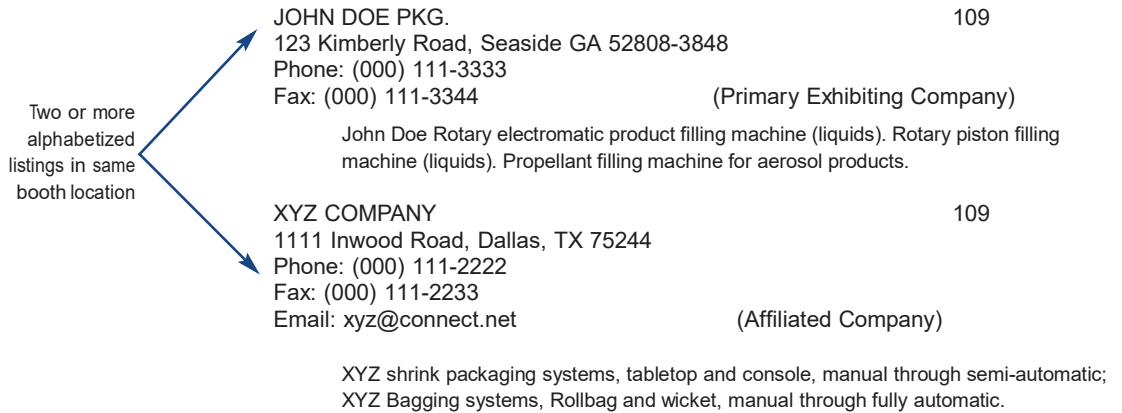 JOHN DOE PKG. 109
123 Kimberly Road, Seaside GA 52808-3848
Phone: (000) 111-3333
Fax: (000) 111-3344 (Primary Exhibiting Company)
John Doe Rotary electromatic product filling machine (liquids). Rotary piston filling
machine (liquids). Propellant filling machine for aerosol products.
Two or more
alphabetized
listings in same
booth location
XYZ COMPANY 109
1111 Inwood Road, Dallas, TX 75244
Phone: (000) 111-2222
Fax: (000) 111-2233
Email: xyz@connect.net (Affiliated Company)
XYZ shrink packaging systems, tabletop and console, manual through semi-automatic;
XYZ Bagging systems, Rollbag and wicket, manual through fully automatic.